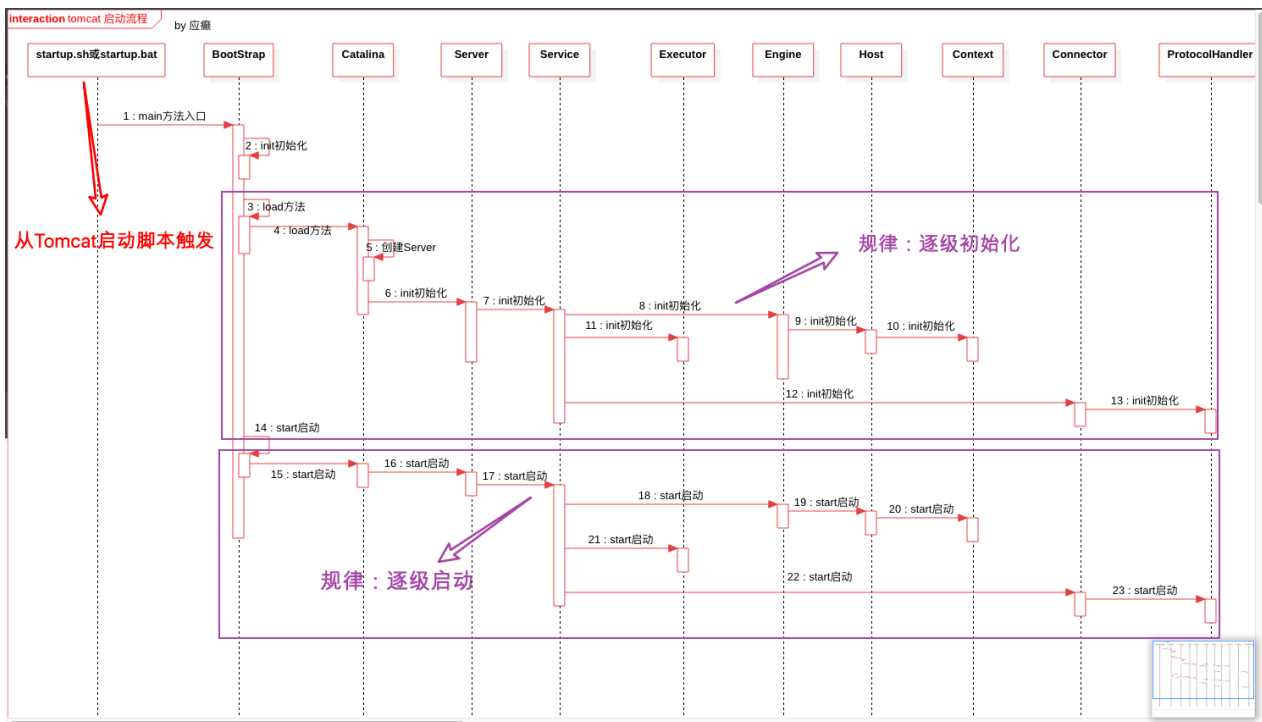 interaction tomcat 启动流程
by 应癫
startup.sh或startup.bat
BootStrap
Catalina
Server
Service
Executor
Engine
Host
Context
Connector
ProtocolHandler
1 : main方法入口
2 : init初始化
3 : load方法
4 : load方法
从Tomcat启动脚本触发
5 : 创建Server
规律：逐级初始化
6 : init初始化
7 : init初始化
8 : init初始化
9 : init初始化
10 : init初始化
11 : init初始化
12 : init初始化
13 : init初始化
14 : start启动
15 : start启动
16 : start启动
17 : start启动
18 : start启动
19 : start启动
20 : start启动
21 : start启动
规律：逐级启动
22 : start启动
23 : start启动